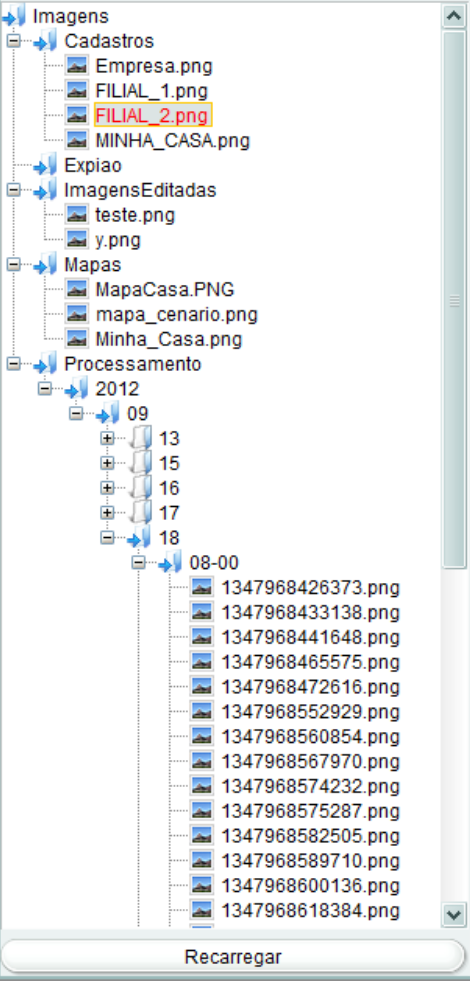 Imagens
Cadastros
Empresa.png
FILIAL_1.png
FILIAL_2.png
MINHA_CASA.png
Expiao
ImagensEditadas
teste.png
y.png
Mapas
MapaCasa.PNG
mapa_cenario.png
Minha_Casa.png
Processamento
2012
09
13
15
16
17
18
08-00
1347968426373.png
1347968433138.png
1347968441648.png
1347968465575.png
1347968472616.png
1347968552929.png
1347968560854.png
1347968567970.png
1347968574232.png
1347968575287.png
1347968582505.png
1347968589710.png
1347968600136.png
1347968618384.png
Recarregar